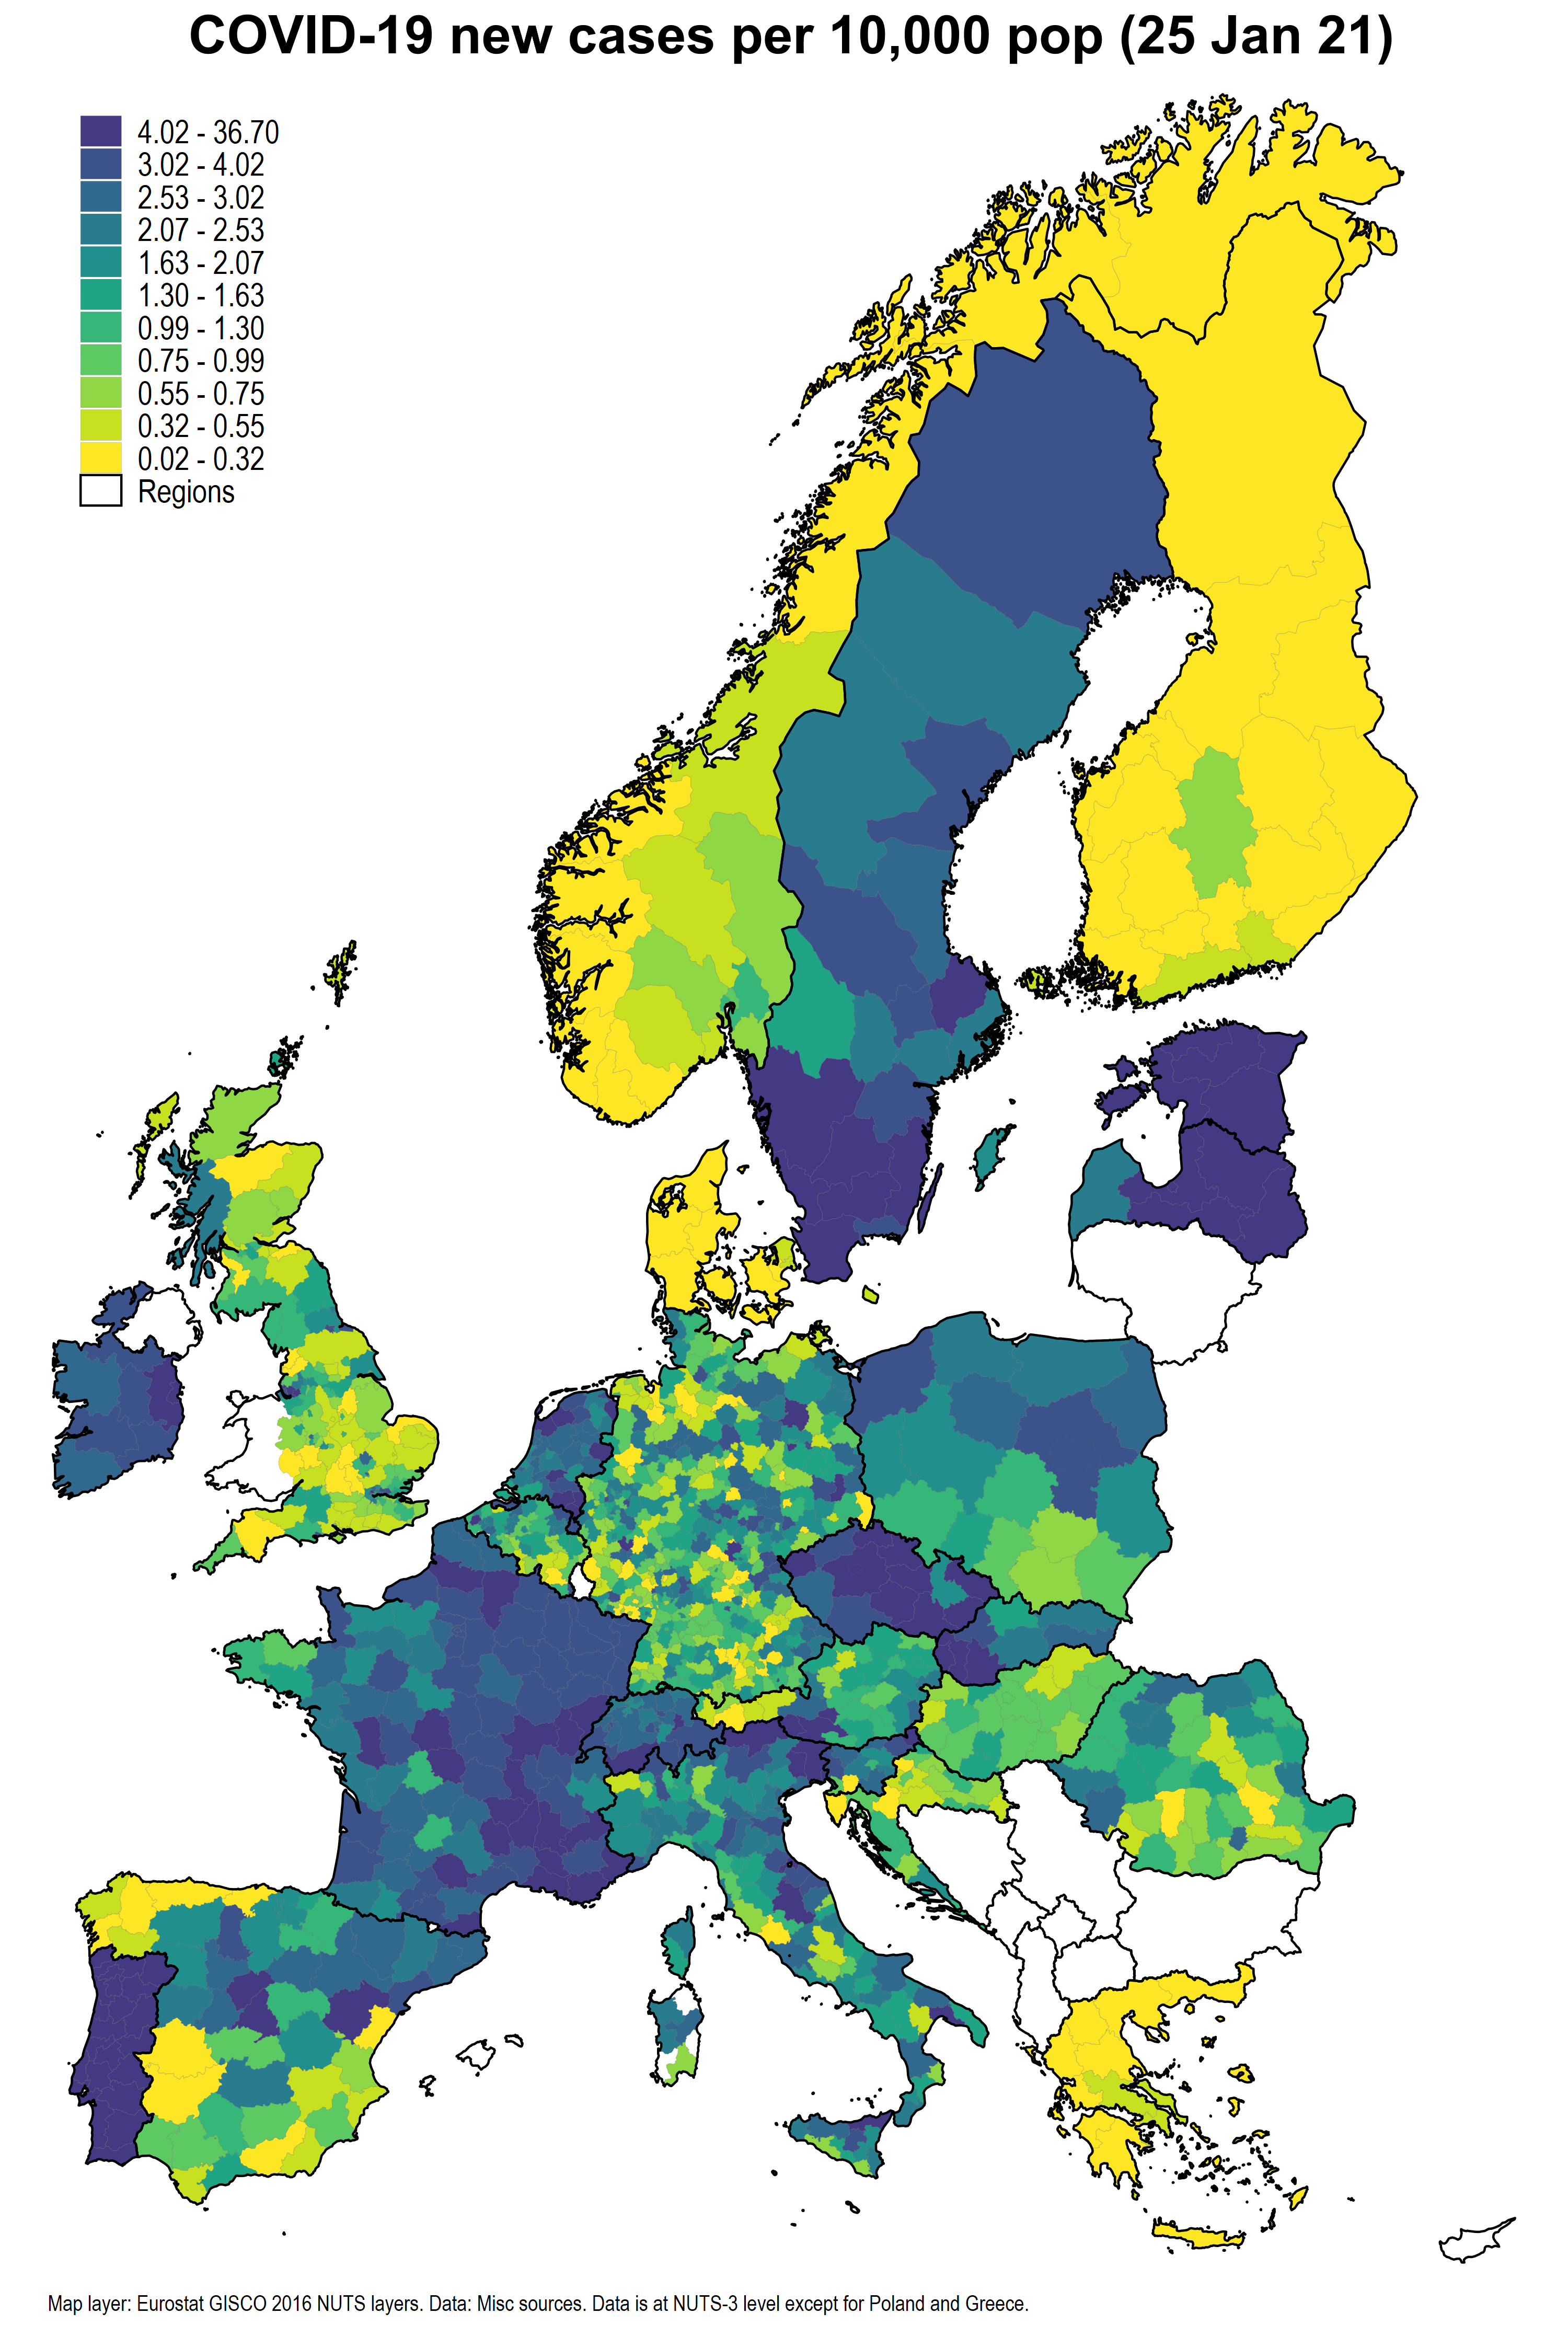 COVID-19 new cases per 10,000 pop (25 Jan 21)
4.02 - 36.70
3.02 - 4.02
2.53 - 3.02
2.07 - 2.53
1.63 - 2.07
1.30 - 1.63
0.99 - 1.30
0.75 - 0.99
0.55 - 0.75
0.32 - 0.55
0.02 - 0.32
Regions
Map layer: Eurostat GISCO 2016 NUTS layers. Data: Misc sources. Data is at NUTS-3 level except for Poland and Greece.